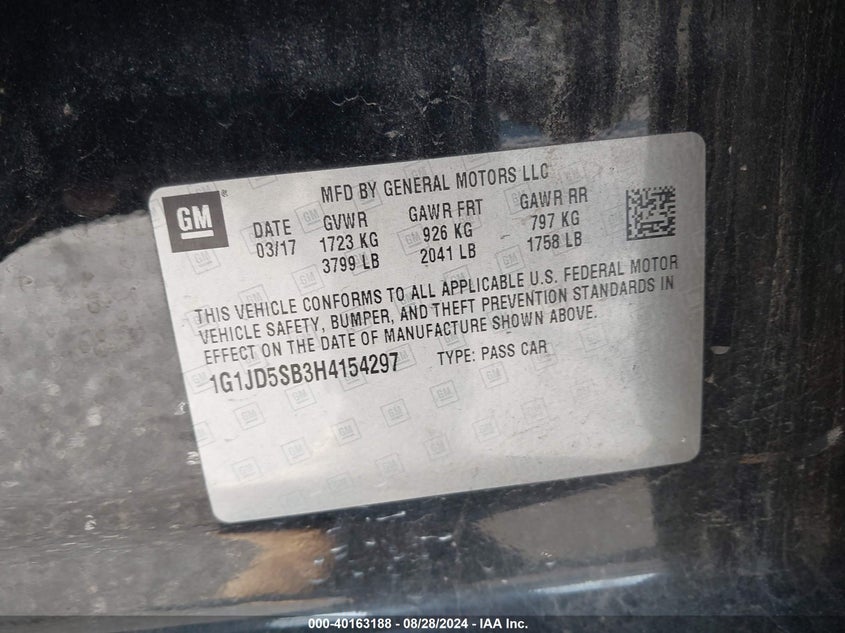 GM
MFD BY GENERAL MOTORS LLC
DATE GVWR GAWR FRT GAWR RR
03/17 1723 KG 926 KG 797 KG
3799 LB 2041 LB 1758 LB
THIS VEHICLE CONFORMS TO ALL APPLICABLE U.S. FEDERAL MOTOR
VEHICLE SAFETY, BUMPER, AND THEFT PREVENTION STANDARDS IN
EFFECT ON THE DATE OF MANUFACTURE SHOWN ABOVE.
1G1JD5SB3H4154297 TYPE: PASS CAR
000-40163188 - 08/28/2024 - IAA Inc.